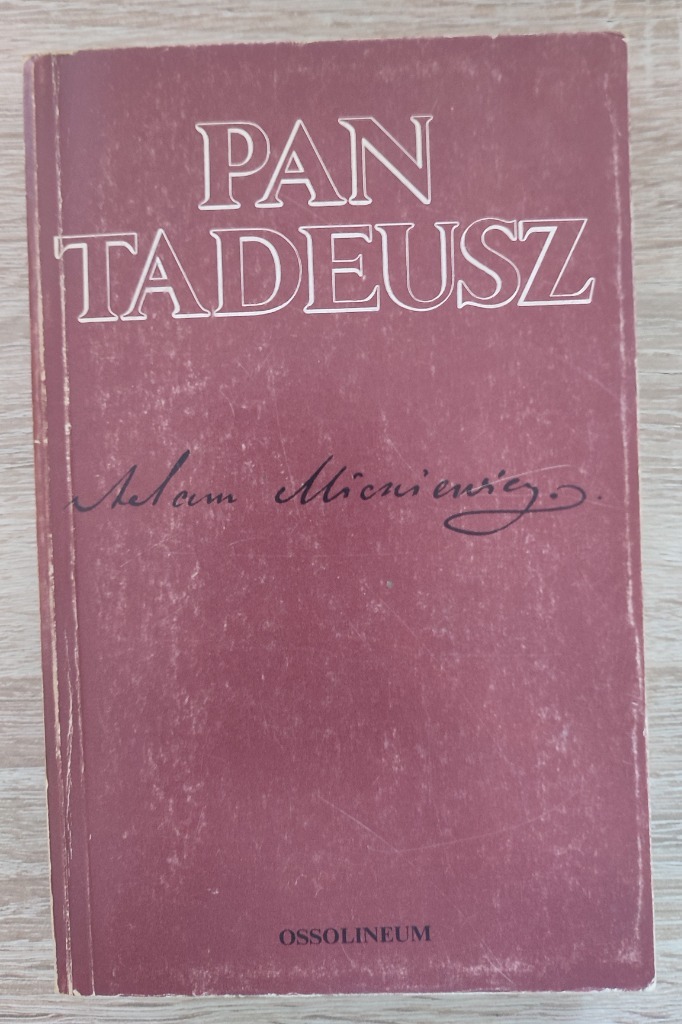 PAN
TADEUSZ
Adam Mickiewicz.
OSSOLINEUM